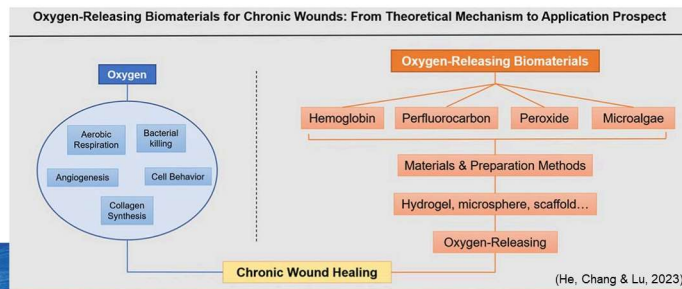 Oxygen-Releasing Biomaterials for Chronic Wounds: From Theoretical Mechanism to Application Prospect
Oxygen
Aerobic
Respiration
Bacterial
killing
Angiogenesis
Cell Behavior
Collagen
Synthesis
Oxygen-Releasing Biomaterials
Hemoglobin
Perfluorocarbon
Peroxide
Microalgae
Materials & Preparation Methods
Hydrogel, microsphere, scaffold…
Oxygen-Releasing
Chronic Wound Healing
(He, Chang & Lu, 2023)